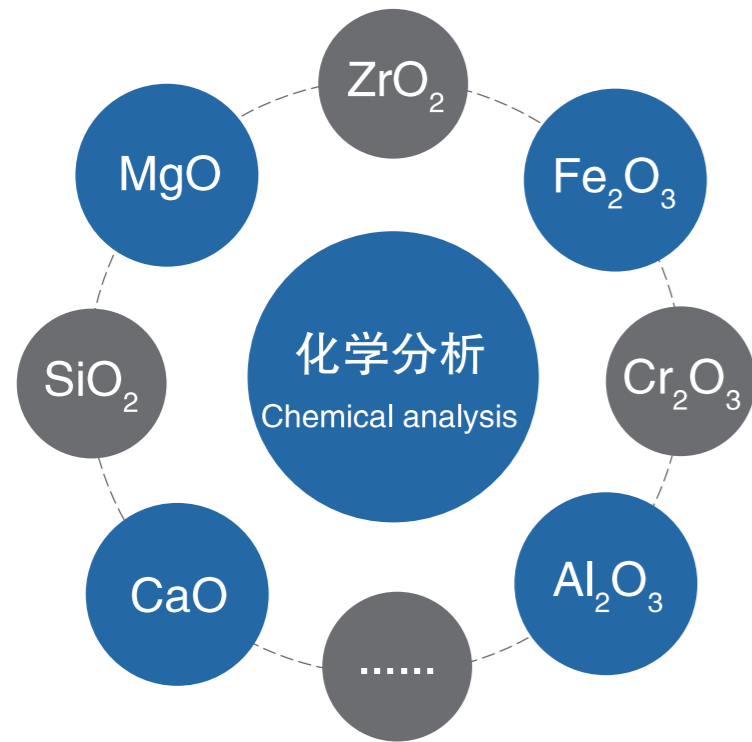 ZrO₂
MgO
Fe₂O₃
化学分析
Chemical analysis
SiO₂
Cr₂O₃
CaO
Al₂O₃
······